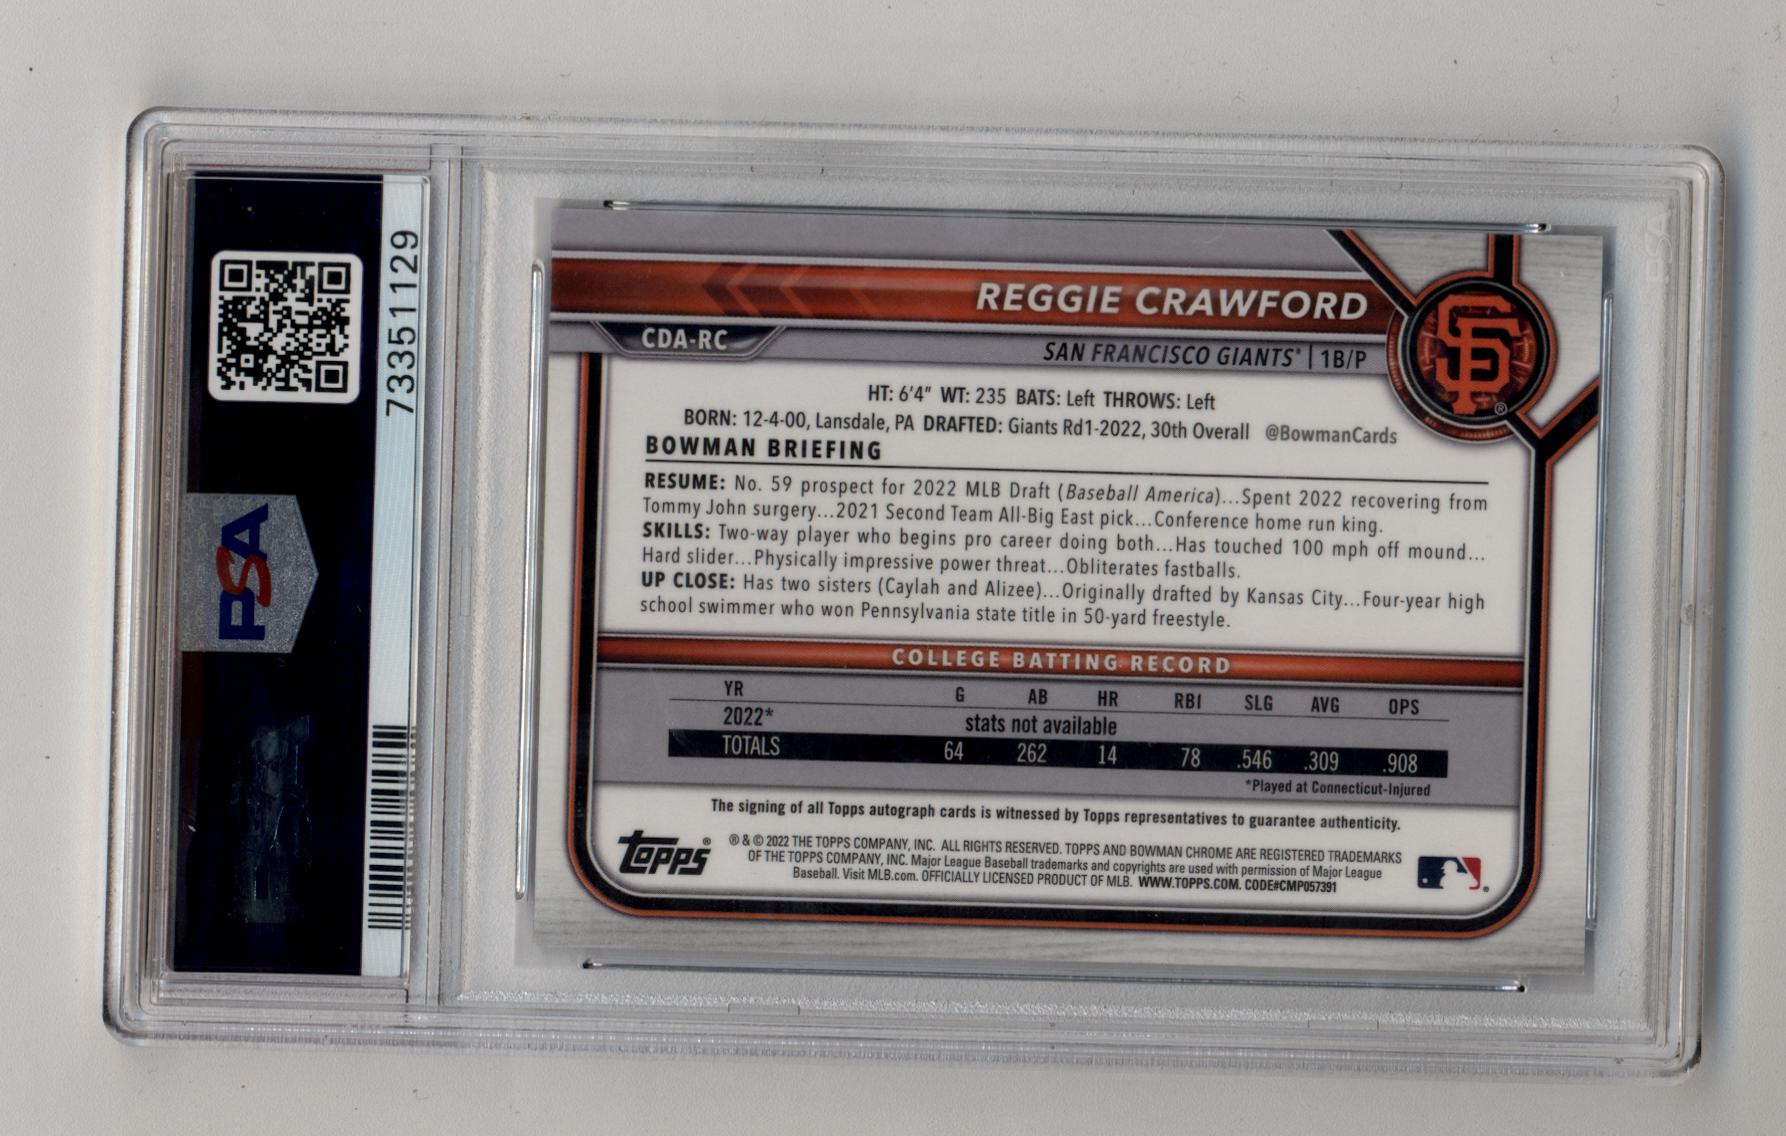 73351129
PSA
REGGIE CRAWFORD
CDA-RC
SAN FRANCISCO GIANTS® | 1B/P
SF
®
HT: 6'4" WT: 235 BATS: Left THROWS: Left
BORN: 12-4-00, Lansdale, PA DRAFTED: Giants Rd1-2022, 30th Overall @BowmanCards
BOWMAN BRIEFING
RESUME: No. 59 prospect for 2022 MLB Draft (Baseball America)...Spent 2022 recovering from
Tommy John surgery...2021 Second Team All-Big East pick...Conference home run king.
SKILLS: Two-way player who begins pro career doing both...Has touched 100 mph off mound...
Hard slider...Physically impressive power threat...Obliterates fastballs.
UP CLOSE: Has two sisters (Caylah and Alizee)...Originally drafted by Kansas City...Four-year high
school swimmer who won Pennsylvania state title in 50-yard freestyle.
COLLEGE BATTING RECORD
YR G AB HR RBI SLG AVG OPS
2022* stats not available
TOTALS 64 262 14 78 .546 .309 .908
*Played at Connecticut-Injured
The signing of all Topps autograph cards is witnessed by Topps representatives to guarantee authenticity.
Topps®
® & © 2022 THE TOPPS COMPANY, INC. ALL RIGHTS RESERVED. TOPPS AND BOWMAN CHROME ARE REGISTERED TRADEMARKS
OF THE TOPPS COMPANY, INC. Major League Baseball trademarks and copyrights are used with permission of Major League
Baseball. Visit MLB.com. OFFICIALLY LICENSED PRODUCT OF MLB. WWW.TOPPS.COM. CODE#CMP057391
®
PSA